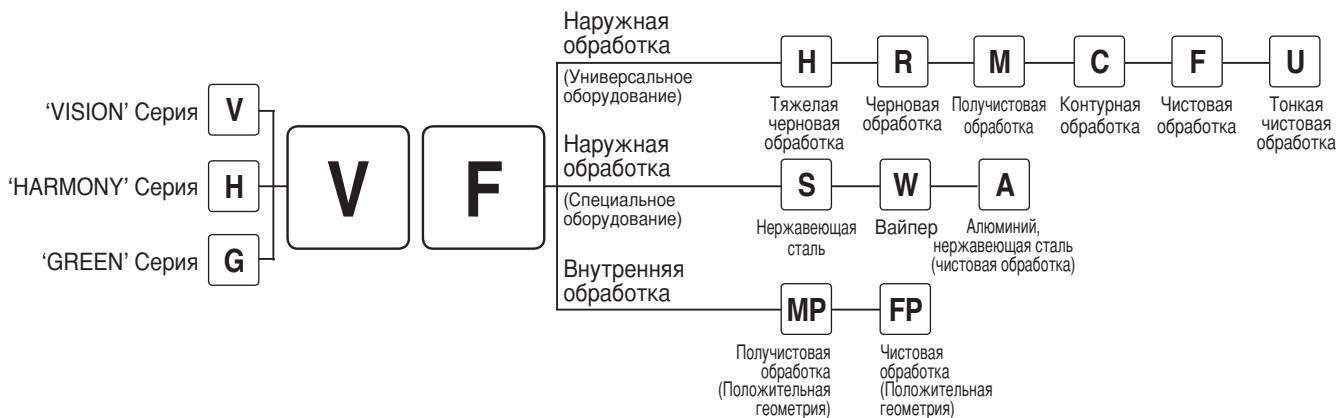 ‘VISION’ Серия
V
‘HARMONY’ Серия
H
‘GREEN’ Серия
G
V
F
Наружная
обработка
(Универсальное
оборудование)
H
Тяжелая
черновая
обработка
R
Черновая
обработка
M
Получистовая
обработка
C
Контурная
обработка
F
Чистовая
обработка
U
Тонкая
чистовая
обработка
Наружная
обработка
(Специальное
оборудование)
S
Нержавеющая
сталь
W
Вайпер
A
Алюминий,
нержавеющая сталь
(чистовая обработка)
Внутренняя
обработка
MP
Получистовая
обработка
(Положительная
геометрия)
FP
Чистовая
обработка
(Положительная
геометрия)